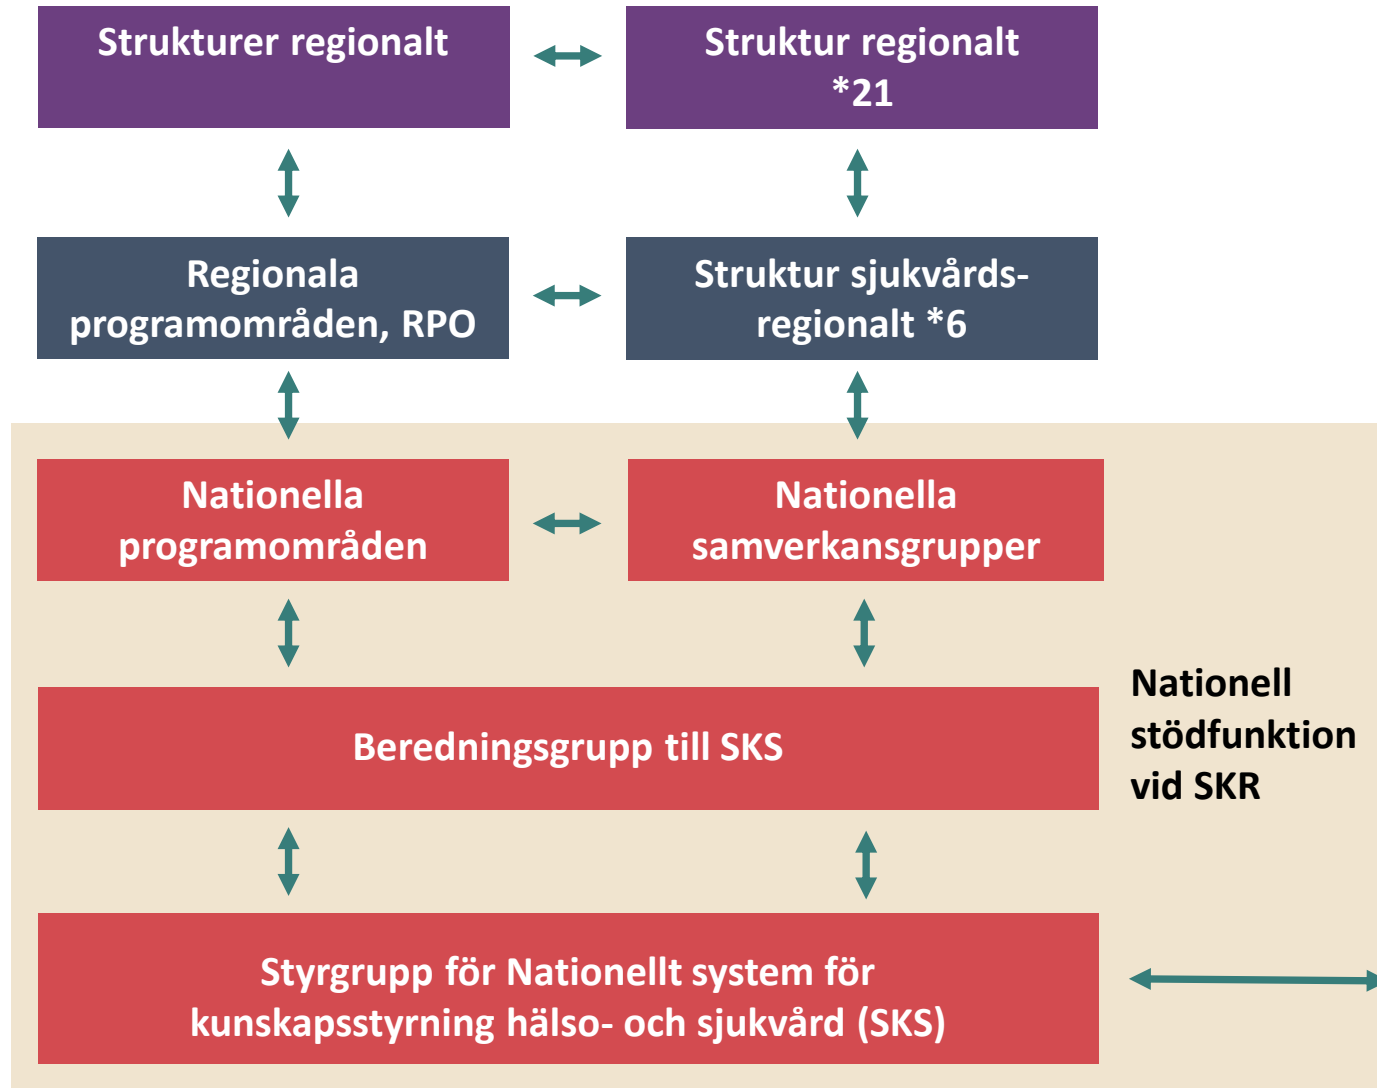 Strukturer regionalt
Struktur regionalt
*21
Regionala
programområden, RPO
Struktur sjukvårds-
regionalt *6
Nationella
programområden
Nationella
samverkansgrupper
Beredningsgrupp till SKS
Nationell
stödfunktion
vid SKR
Styrgrupp för Nationellt system för
kunskapsstyrning hälso- och sjukvård (SKS)